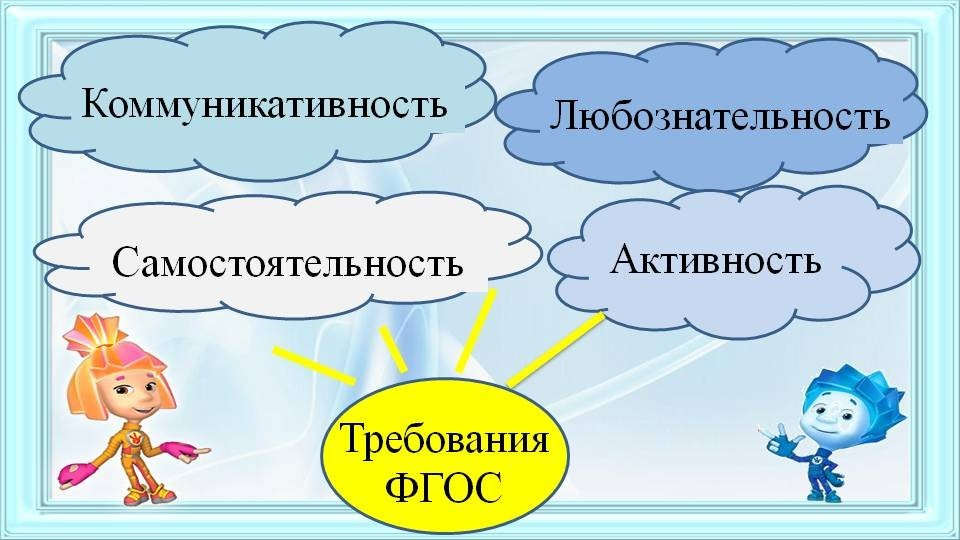 Коммуникативность
Любознательность
Самостоятельность
Активность
Требования
ФГОС